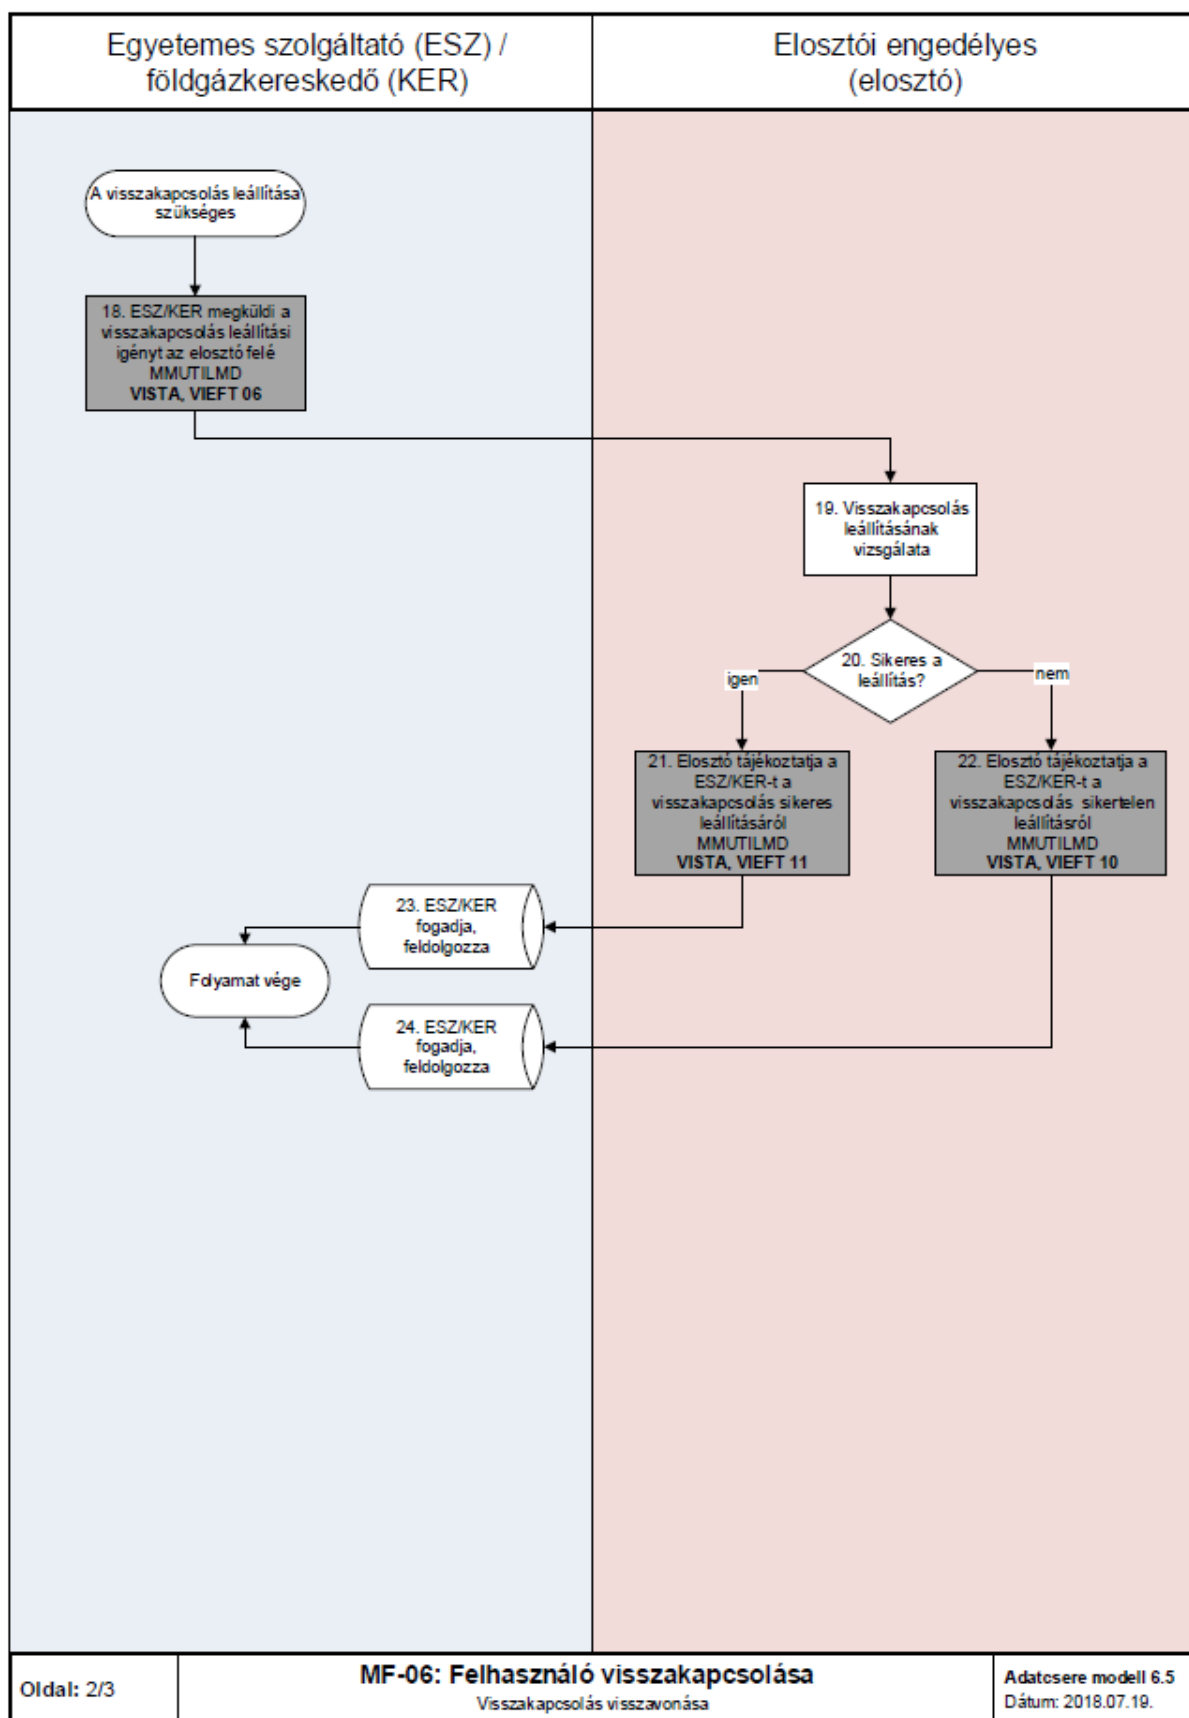 Egyetemes szolgáltató (ESZ) /
földgázkereskedő (KER)
Elosztói engedélyes
(elosztó)
A visszakapcsolás leállítása
szükséges
18. ESZ/KER megküldi a
visszakapcsolás leállítási
igényt az elosztó felé
MMUTILMD
VISTA, VIEFT 06
19. Visszakapcsolás
leállításának
vizsgálata
20. Sikeres a
leállítás?
igen
nem
21. Elosztó tájékoztatja a
ESZ/KER-t a
visszakapcsolás sikeres
leállításáról
MMUTILMD
VISTA, VIEFT 11
22. Elosztó tájékoztatja a
ESZ/KER-t a
visszakapcsolás sikertelen
leállításról
MMUTILMD
VISTA, VIEFT 10
23. ESZ/KER
fogadja,
feldolgozza
Folyamat vége
24. ESZ/KER
fogadja,
feldolgozza
Oldal: 2/3
MF-06: Felhasználó visszakapcsolása
Visszakapcsolás visszavonása
Adatcsere modell 6.5
Dátum: 2018.07.19.